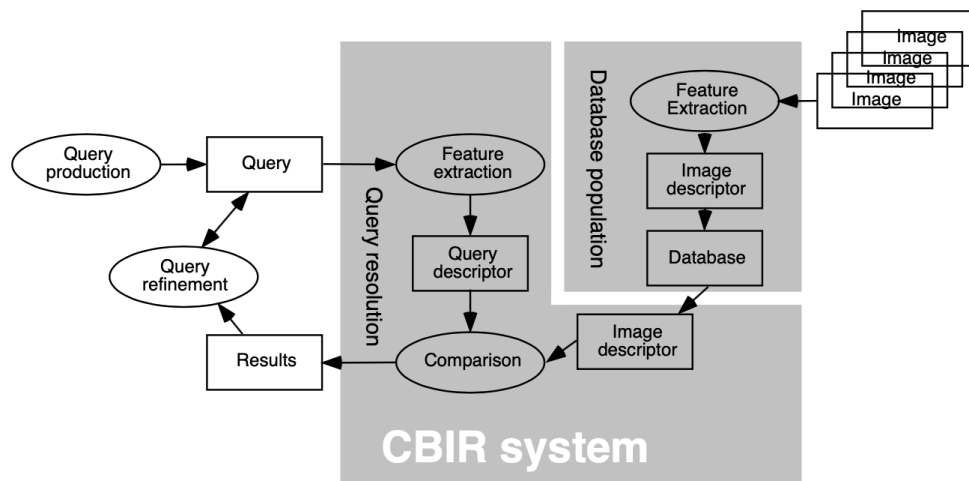 Image
Image
Image
Image
Feature
Extraction
Database population
Query
production
Query
Feature
extraction
Image
descriptor
Query resolution
Query
descriptor
Database
Query
refinement
Image
descriptor
Results
Comparison
CBIR system